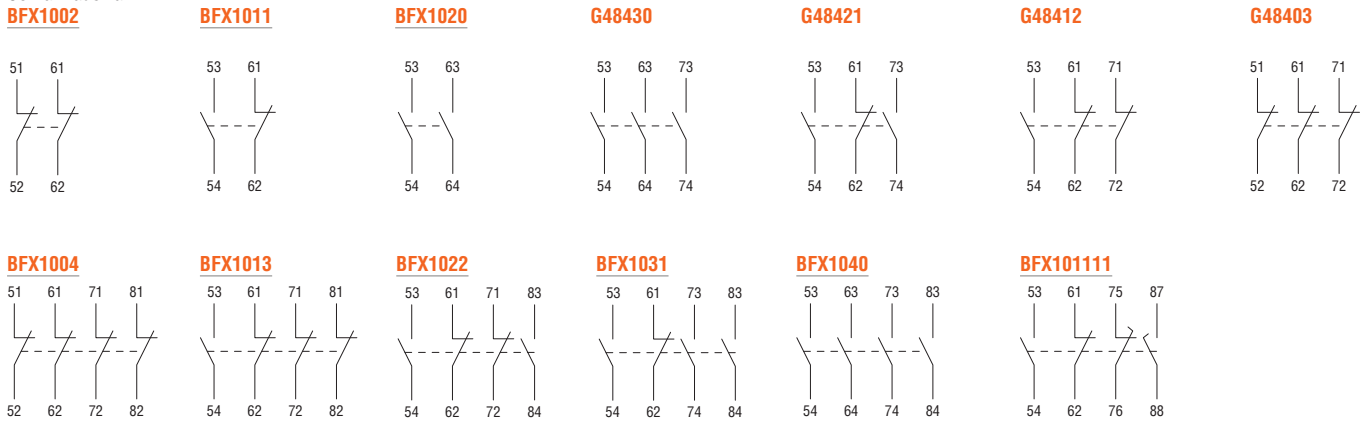 BFX1002 BFX1011 BFX1020 G48430 G48421 G48412 G48403
51 61 53 61 53 63 53 63 73 53 61 73 53 61 71 51 61 71
52 62 54 62 54 64 54 64 74 54 62 74 54 62 72 52 62 72
BFX1004 BFX1013 BFX1022 BFX1031 BFX1040 BFX101111
51 61 71 81 53 61 71 81 53 61 71 83 53 61 73 83 53 63 73 83 53 61 75 87
52 62 72 82 54 62 72 82 54 62 72 84 54 62 74 84 54 64 74 84 54 62 76 88